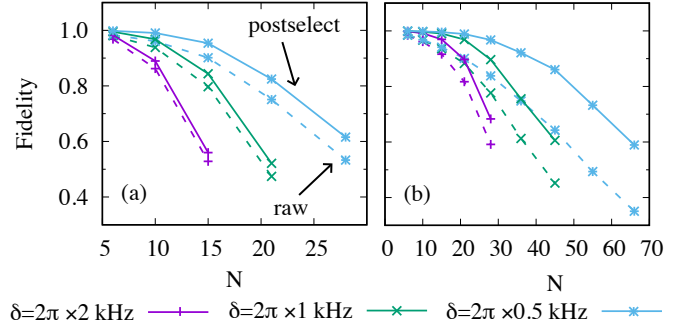 Fidelity
1.0
0.8
0.6
0.4
postselect
raw
(a)
5 10 15 20 25
N
(b)
0 10 20 30 40 50 60 70
N
δ=2π ×2 kHz
δ=2π ×1 kHz
δ=2π ×0.5 kHz